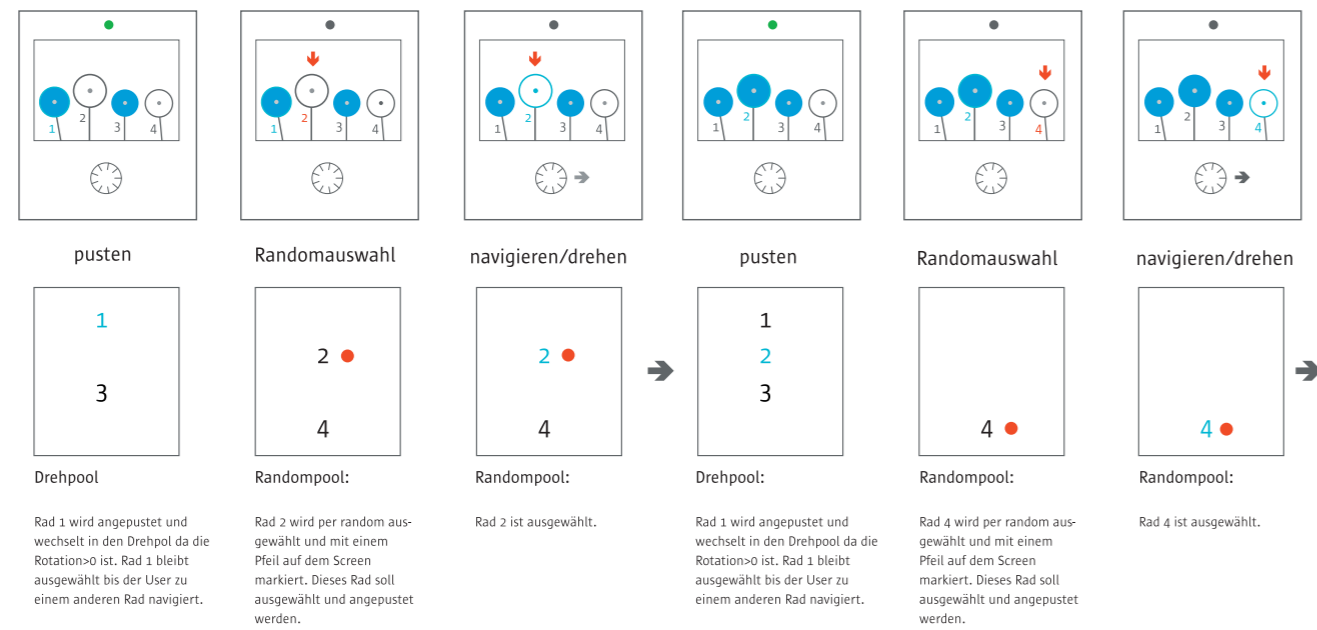 1
2
3
4
1
2
3
4
1
2
3
4
1
2
3
4
1
2
3
4
1
2
3
4
pusten
Randomauswahl
navigieren/drehen
pusten
Randomauswahl
navigieren/drehen
1
3
2
4
2
4
1
2
3
4
4
Drehpool
Rad 1 wird angepustet und
wechselt in den Drehpol da die
Rotation>0 ist. Rad 1 bleibt
ausgewählt bis der User zu
einem anderen Rad navigiert.
Randompool:
Rad 2 wird per random aus-
gewählt und mit einem
Pfeil auf dem Screen
markiert. Dieses Rad soll
ausgewählt und angepustet
werden.
Randompool:
Rad 2 ist ausgewählt.
Drehpool:
Rad 1 wird angepustet und
wechselt in den Drehpool da die
Rotation>0 ist. Rad 1 bleibt
ausgewählt bis der User zu
einem anderen Rad navigiert.
Randompool:
Rad 4 wird per random aus-
gewählt und mit einem
Pfeil auf dem Screen
markiert. Dieses Rad soll
ausgewählt und angepustet
werden.
Randompool:
Rad 4 ist ausgewählt.